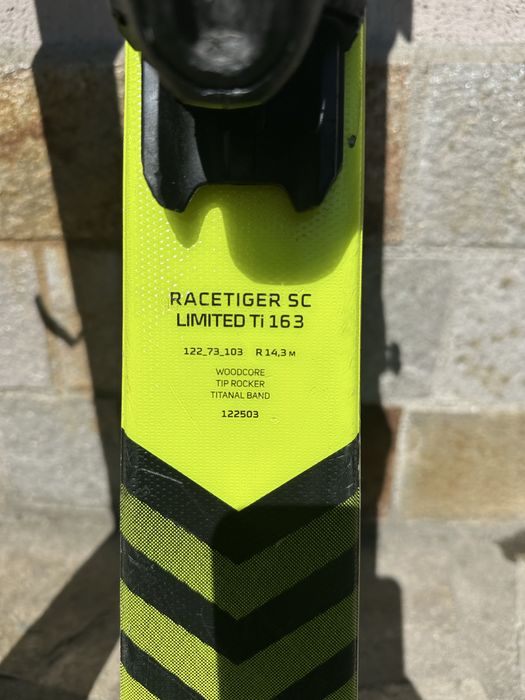 RACETIGER SC
LIMITED Ti 163
122_73_103 R 14,3 M
WOODCORE
TIP ROCKER
TITANAL BAND
122503